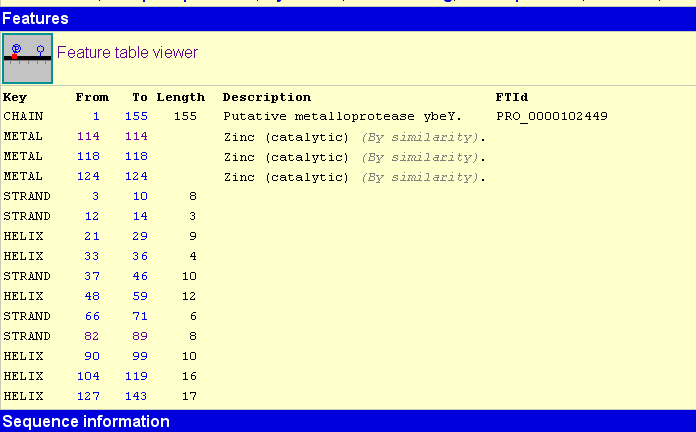 Features
Feature table viewer
Key From To Length Description FTId
CHAIN 1 155 155 Putative metalloprotease ybeY. PRO_0000102449
METAL 114 114 Zinc (catalytic) (By similarity).
METAL 118 118 Zinc (catalytic) (By similarity).
METAL 124 124 Zinc (catalytic) (By similarity).
STRAND 3 10 8
STRAND 12 14 3
HELIX 21 29 9
HELIX 33 36 4
STRAND 37 46 10
HELIX 48 59 12
STRAND 66 71 6
STRAND 82 89 8
HELIX 90 99 10
HELIX 104 119 16
HELIX 127 143 17
Sequence information